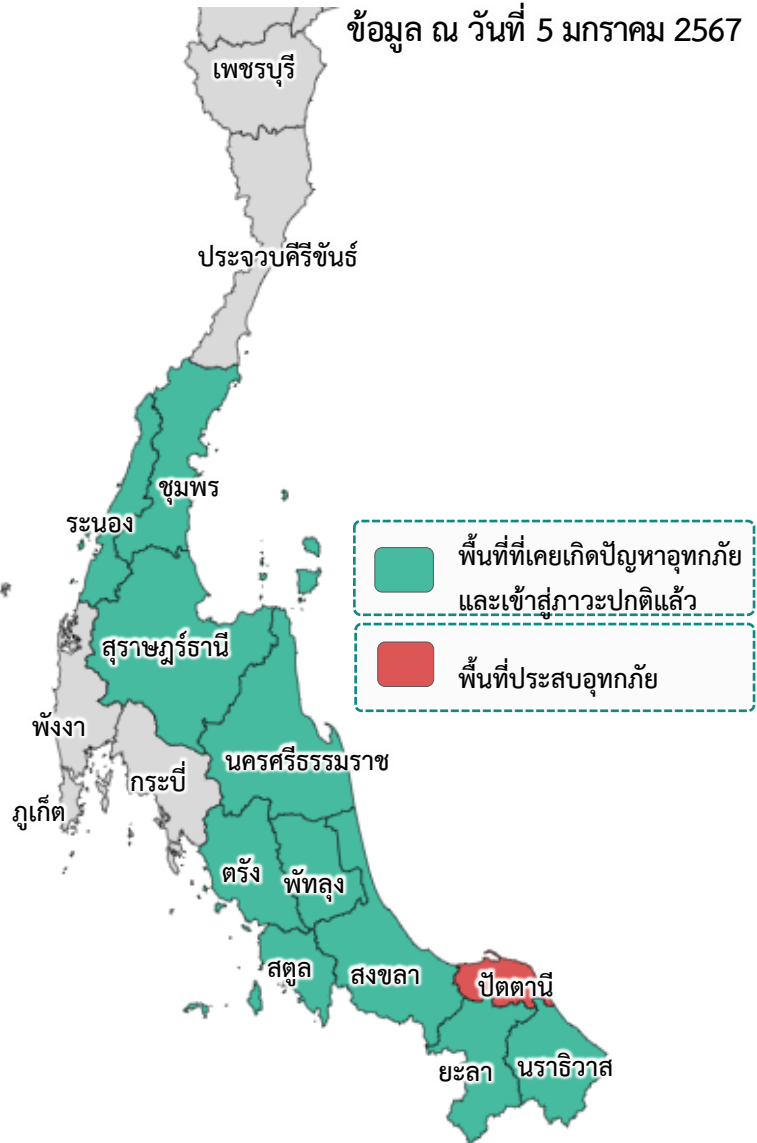 ข้อมูล ณ วันที่ 5 มกราคม 2567
เพชรบุรี
ประจวบคีรีขันธ์
ชุมพร
ระนอง
พื้นที่ที่เคยเกิดปัญหาอุทกภัย
และเข้าสู่ภาวะปกติแล้ว
สุราษฎร์ธานี
พื้นที่ประสบอุทกภัย
พังงา
นครศรีธรรมราช
กระบี่
ภูเก็ต
ตรัง
พัทลุง
สตูล
สงขลา
ปัตตานี
ยะลา
นราธิวาส